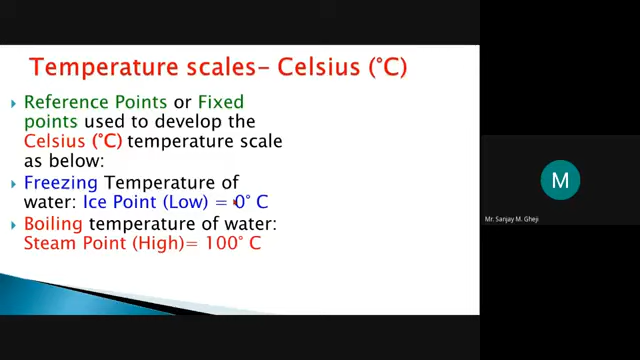 Temperature scales– Celsius (°C)
Reference Points or Fixed
points used to develop the
Celsius (°C) temperature scale
as below:
Freezing Temperature of
water: Ice Point (Low) = 0° C
Boiling temperature of water:
Steam Point (High)= 100° C
M
Mr. Sanjay M. Gheji